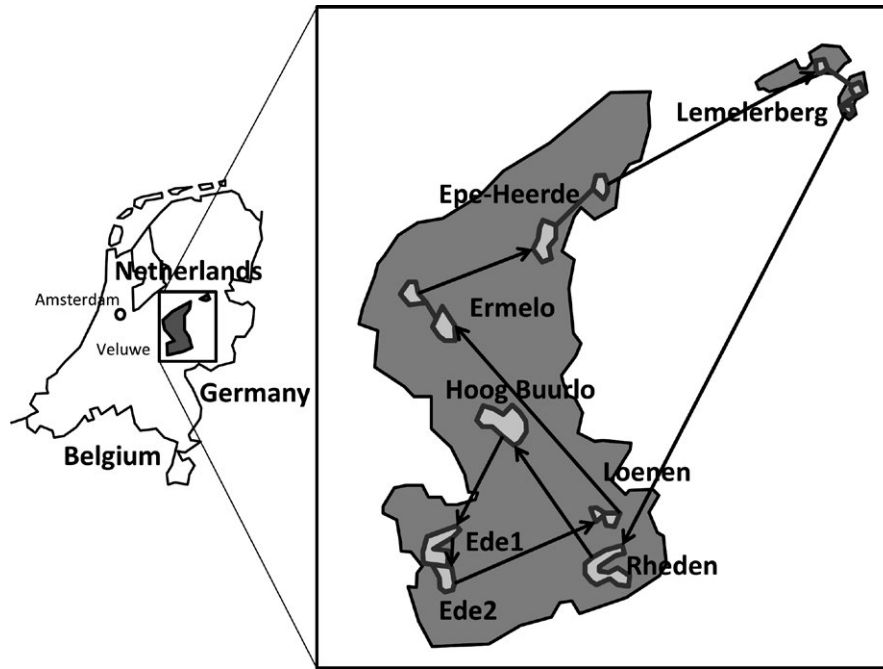 Netherlands
Amsterdam
Veluwe
Germany
Belgium
Lemelerberg
Epe-Heerde
Ermelo
Hoog Buurlo
Loenen
Ede1
Rheden
Ede2